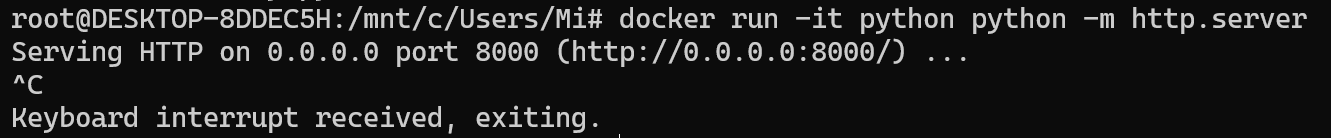 root@DESKTOP-8DDEC5H:/mnt/c/Users/Mi# docker run -it python python -m http.server
Serving HTTP on 0.0.0.0 port 8000 (http://0.0.0.0:8000/) ...
^C
Keyboard interrupt received, exiting.